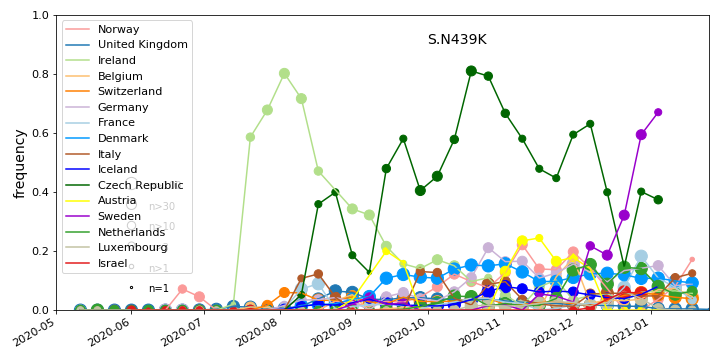 1.0
0.8
0.6
0.4
0.2
0.0
frequency
S.N439K
Norway
United Kingdom
Ireland
Belgium
Switzerland
Germany
France
Denmark
Italy
Iceland
Czech Republic
Austria
Sweden
Netherlands
Luxembourg
Israel
n>30
n>10
n>1
n=1
2020-05
2020-06
2020-07
2020-08
2020-09
2020-10
2020-11
2020-12
2021-01